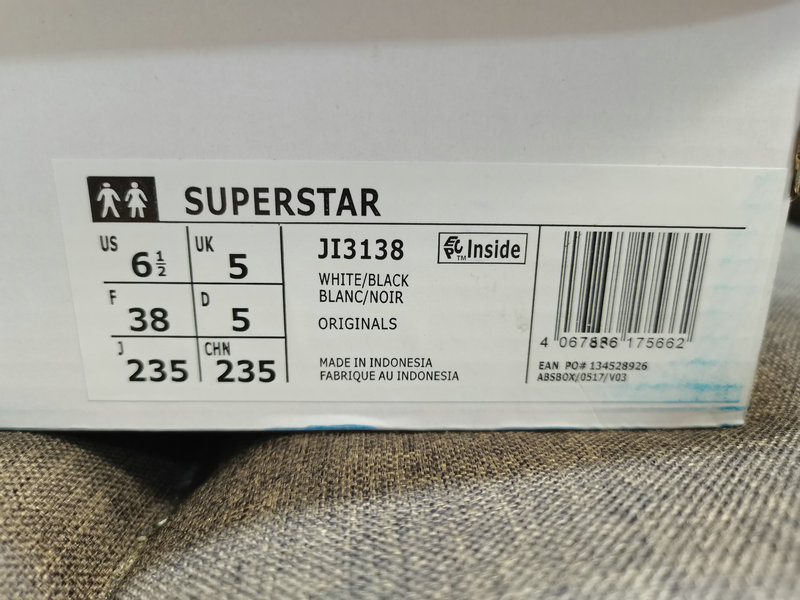 SUPERSTAR
US 6½ UK 5
F 38 D 5
J 235 CHN 235
JI3138
EPC™ Inside
WHITE/BLACK
BLANC/NOIR
ORIGINALS
MADE IN INDONESIA
FABRIQUE AU INDONESIA
4 067886 175662
EAN PO# 134528926
ABSBOX/0517/V03